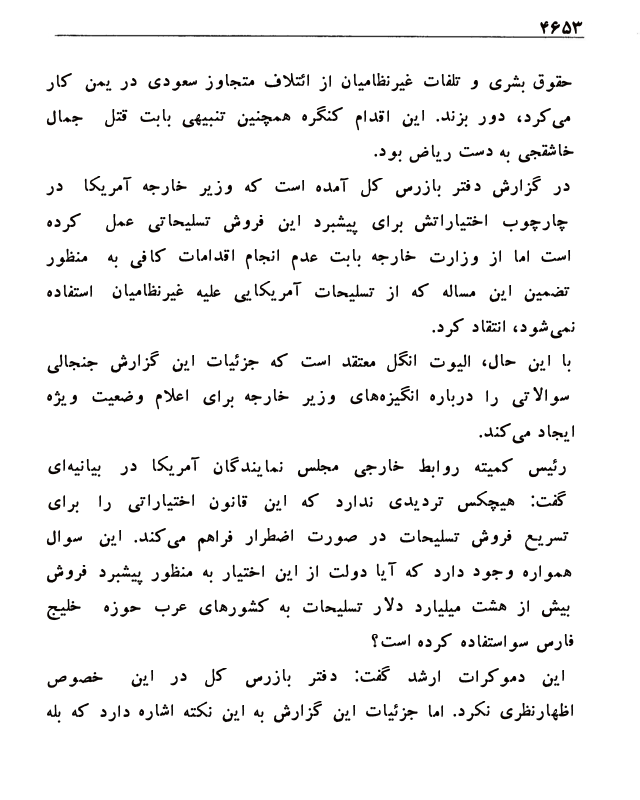 ۴۶۵۳
حقوق بشری و تلفات غیرنظامیان از ائتلاف متجاوز سعودی در یمن کار
می‌کرد، دور بزند. این اقدام کنگره همچنین تنبیهی بابت قتل جمال
خاشقجی به دست ریاض بود.
در گزارش دفتر بازرس کل آمده است که وزیر خارجه آمریکا در
چارچوب اختیاراتش برای پیشبرد این فروش تسلیحاتی عمل کرده
است اما از وزارت خارجه بابت عدم انجام اقدامات کافی به منظور
تضمین این مساله که از تسلیحات آمریکایی علیه غیرنظامیان استفاده
نمی‌شود، انتقاد کرد.
با این حال، الیوت انگل معتقد است که جزئیات این گزارش جنجالی
سوالاتی را درباره انگیزه‌های وزیر خارجه برای اعلام وضعیت ویژه
ایجاد می‌کند.
رئیس کمیته روابط خارجی مجلس نمایندگان آمریکا در بیانیه‌ای
گفت: هیچکس تردیدی ندارد که این قانون اختیاراتی را برای
تسریع فروش تسلیحات در صورت اضطرار فراهم می‌کند. این سوال
همواره وجود دارد که آیا دولت از این اختیار به منظور پیشبرد فروش
بیش از هشت میلیارد دلار تسلیحات به کشورهای عرب حوزه خلیج
فارس سواستفاده کرده است؟
این دموکرات ارشد گفت: دفتر بازرس کل در این خصوص
اظهارنظری نکرد. اما جزئیات این گزارش به این نکته اشاره دارد که بله